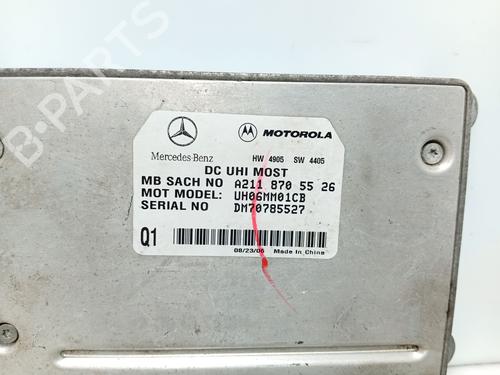 B-PARTS
Mercedes-Benz
MOTOROLA
HW 4905 SW 4405
DC UHI MOST
MB SACH NO A211 870 55 26
MOT MODEL: UH06MM01CB
SERIAL NO DM70785527
Q1
08/23/06 Made In China